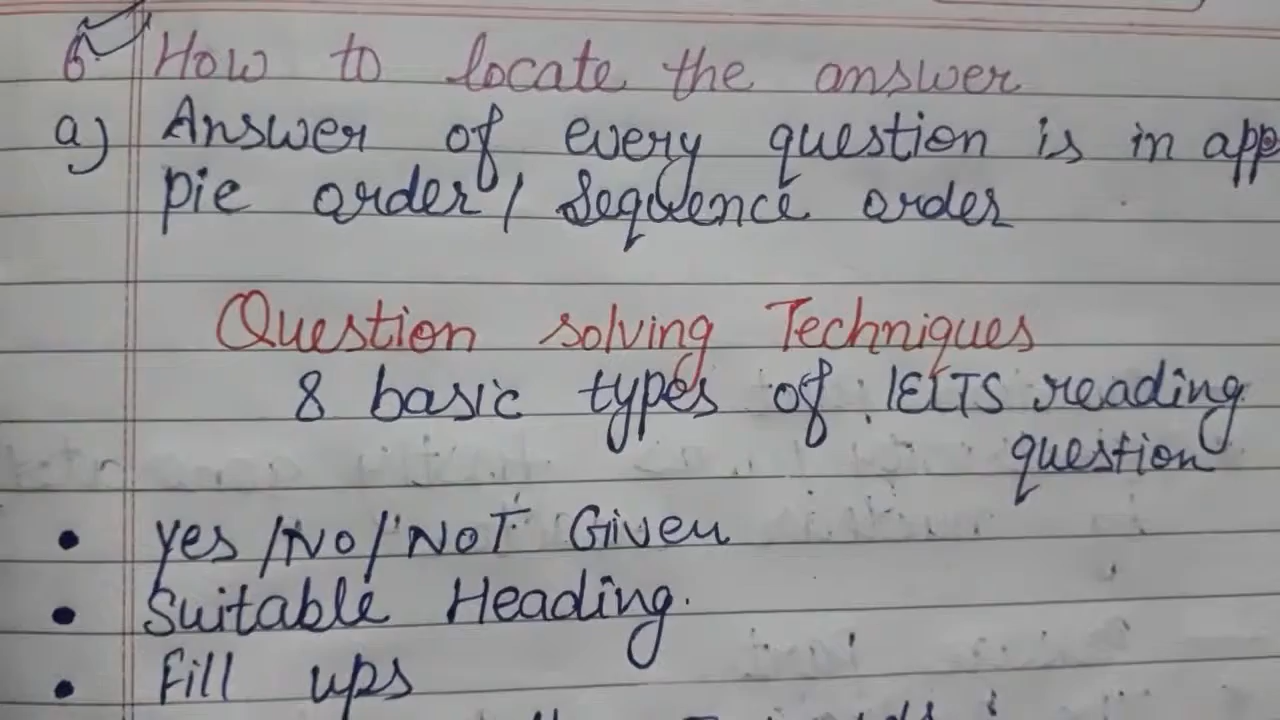 6 How to locate the answer
a) Answer of every question is in app
pie order / Sequence order
Question solving Techniques
8 basic types of IELTS reading
question
• Yes/No/NOT Given
• Suitable Heading.
• Fill ups